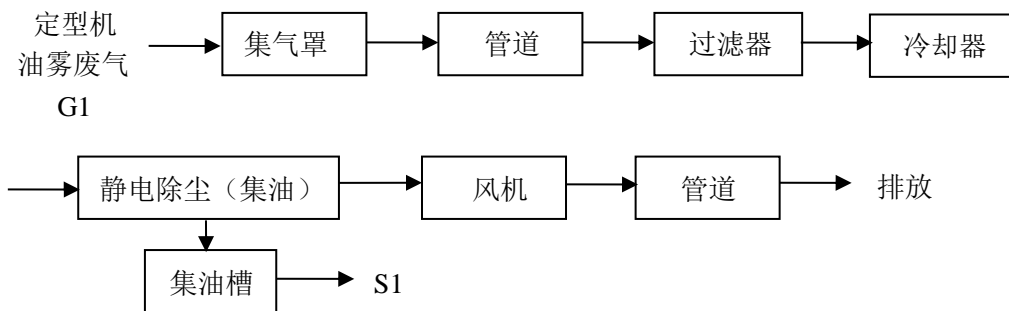 定型机
油雾废气
G1
集气罩
管道
过滤器
冷却器
静电除尘（集油）
风机
管道
排放
集油槽
S1